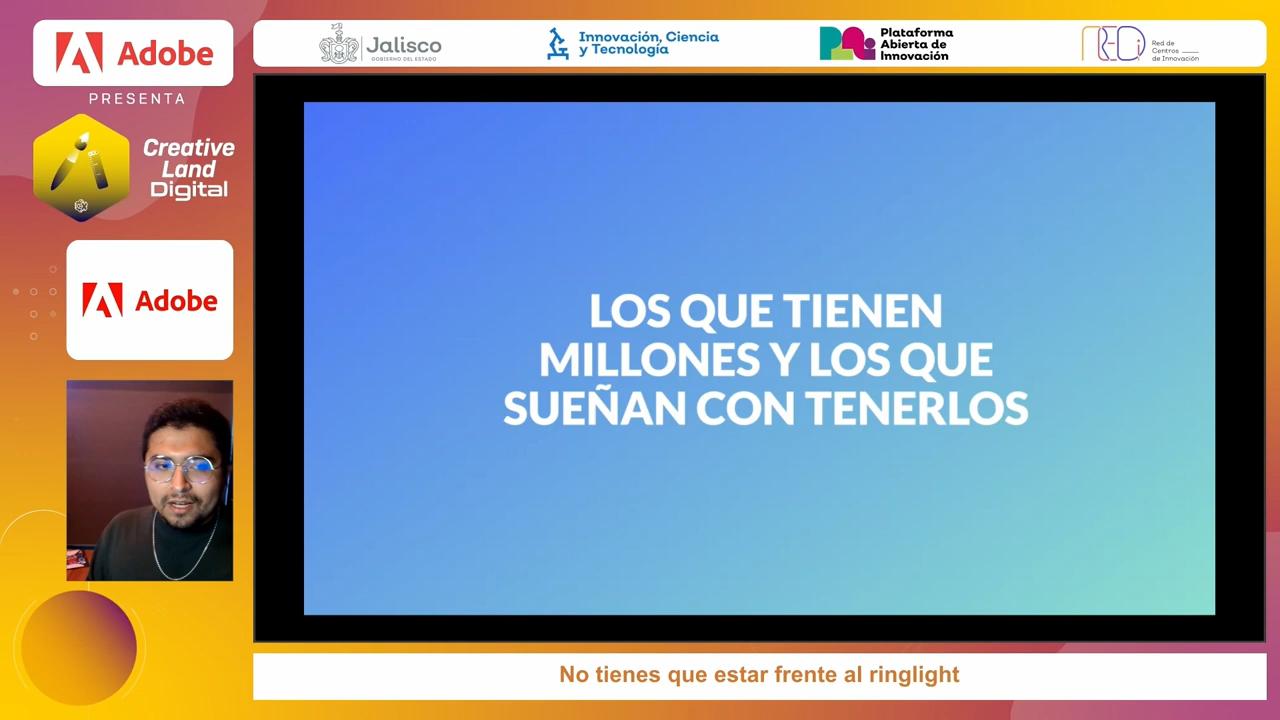 Adobe
PRESENTA
Creative
Land
Digital
Adobe
Jalisco
GOBIERNO DEL ESTADO
Innovación, Ciencia
y Tecnología
Plataforma
Abierta de
Innovación
REDi
Red de
Centros
de Innovación
LOS QUE TIENEN
MILLONES Y LOS QUE
SUEÑAN CON TENERLOS
No tienes que estar frente al ringlight